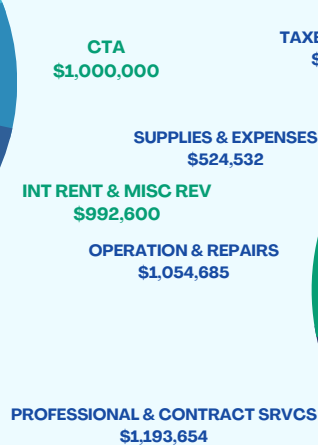 CTA
$1,000,000
TAXE
$
SUPPLIES & EXPENSES
$524,532
INT RENT & MISC REV
$992,600
OPERATION & REPAIRS
$1,054,685
PROFESSIONAL & CONTRACT SRVCS
$1,193,654